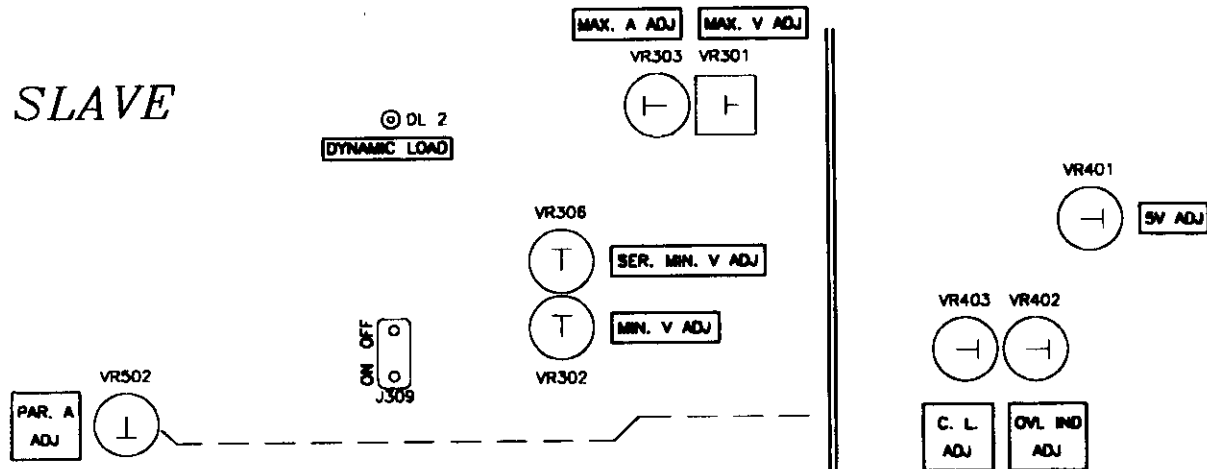 MAX. A ADJ MAX. V ADJ
VR303 VR301
SLAVE
DL 2
DYNAMIC LOAD
VR401
5V ADJ
VR306
SER. MIN. V ADJ
VR403 VR402
MIN. V ADJ
ON OFF
VR302
J309
VR502
PAR. A
ADJ
C. L.
ADJ
OVL IND
ADJ